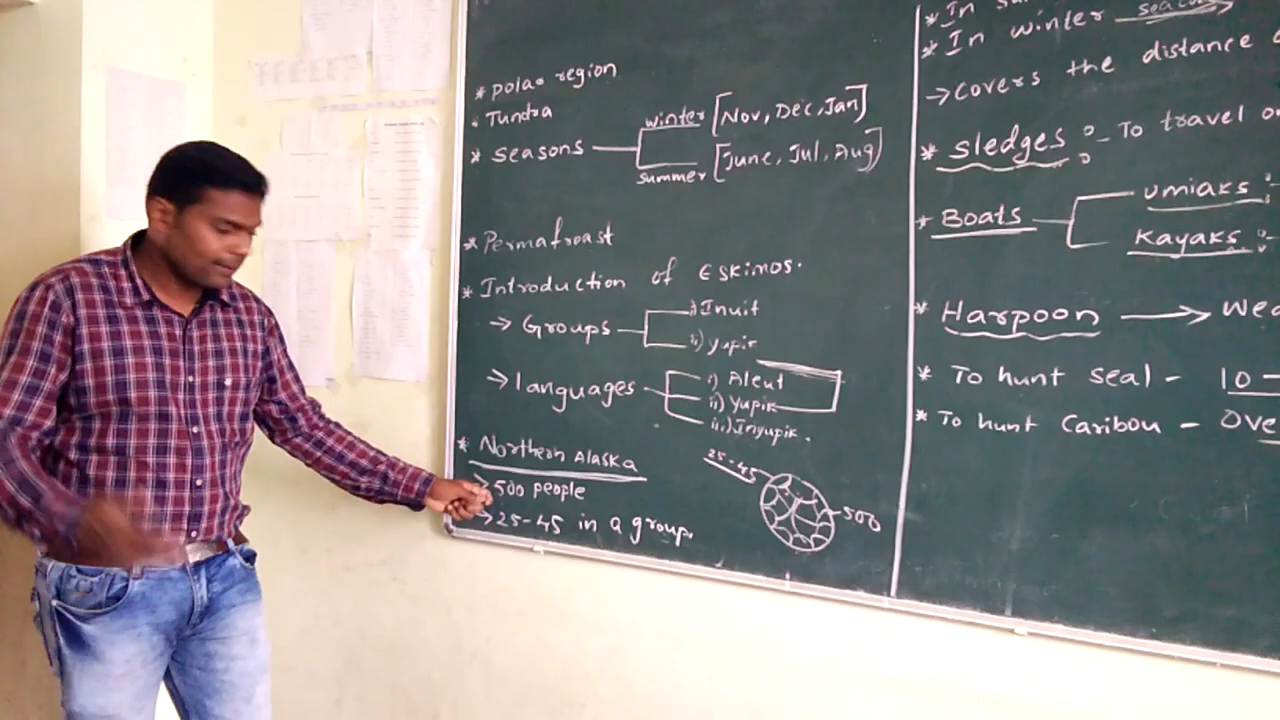 * polar region
* Tundra
* seasons
winter [Nov, Dec, Jan]
summer [June, Jul, Aug]
* Permafroast
* Introduction of Eskimos.
→ Groups
i) Inuit
ii) yupik
→ languages
i) Aleut
ii) Yupik
iii) Inyupik.
* Northern Alaska
→ 500 people
→ 25-45 in a group.
25-45
500
* In
* In winter
→ covers the distance
* sledges :- To travel
* Boats
umiaks :-
Kayaks :-
* Harpoon →
* To hunt seal - 10 -
* To hunt Caribou - Ove